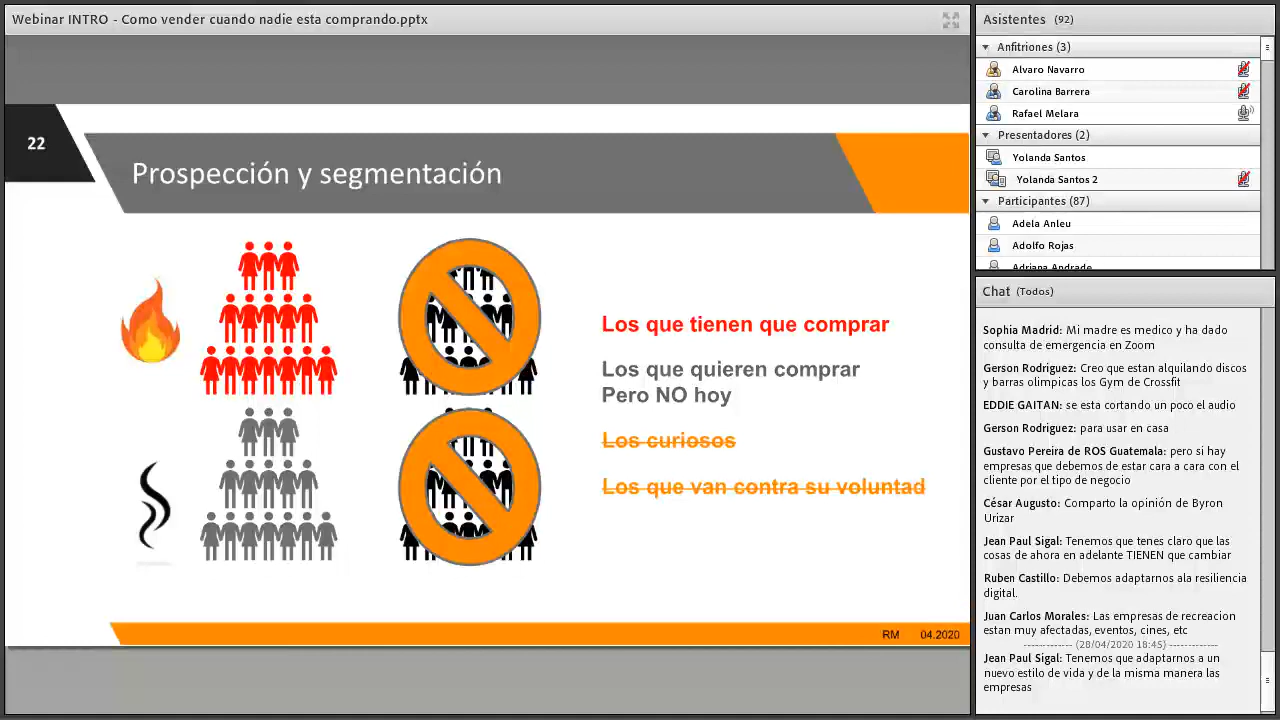 Webinar INTRO - Como vender cuando nadie esta comprando.pptx
22
Prospección y segmentación
Los que tienen que comprar
Los que quieren comprar
Pero NO hoy
Los curiosos
Los que van contra su voluntad
RM 04.2020
Asistentes (92)
Anfitriones (3)
Alvaro Navarro
Carolina Barrera
Rafael Melara
Presentadores (2)
Yolanda Santos
Yolanda Santos 2
Participantes (87)
Adela Anleu
Adolfo Rojas
Adriana Andrade
Chat (Todos)
Sophia Madrid: Mi madre es medico y ha dado
consulta de emergencia en Zoom
Gerson Rodriguez: Creo que estan alquilando discos
y barras olimpicas los Gym de Crossfit
EDDIE GAITAN: se esta cortando un poco el audio
Gerson Rodriguez: para usar en casa
Gustavo Pereira de ROS Guatemala: pero si hay
empresas que debemos de estar cara a cara con el
cliente por el tipo de negocio
César Augusto: Comparto la opinión de Byron
Urizar
Jean Paul Sigal: Tenemos que tenes claro que las
cosas de ahora en adelante TIENEN que cambiar
Ruben Castillo: Debemos adaptarnos ala resiliencia
digital.
Juan Carlos Morales: Las empresas de recreacion
estan muy afectadas, eventos, cines, etc
------------- (28/04/2020 18:45) -------------
Jean Paul Sigal: Tenemos que adaptarnos a un
nuevo estilo de vida y de la misma manera las
empresas